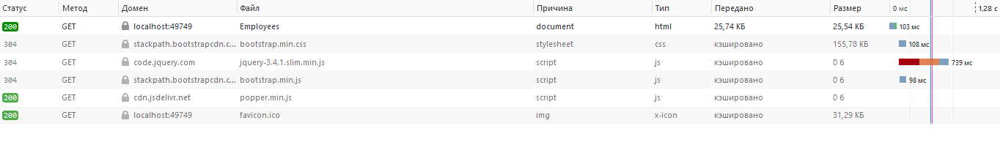 Статус Метод Домен Файл Причина Тип Передано Размер 0 мс 1,28 с
200 GET localhost:49749 Employees document html 25,74 КБ 25,54 КБ 103 мс
304 GET stackpath.bootstrapcdn.c... bootstrap.min.css stylesheet css кэшировано 155,78 КБ 108 мс
304 GET code.jquery.com jquery-3.4.1.slim.min.js script js кэшировано 0 б 739 мс
304 GET stackpath.bootstrapcdn.c... bootstrap.min.js script js кэшировано 0 б 98 мс
200 GET cdn.jsdelivr.net popper.min.js script js кэшировано 0 б
200 GET localhost:49749 favicon.ico img x-icon кэшировано 31,29 КБ